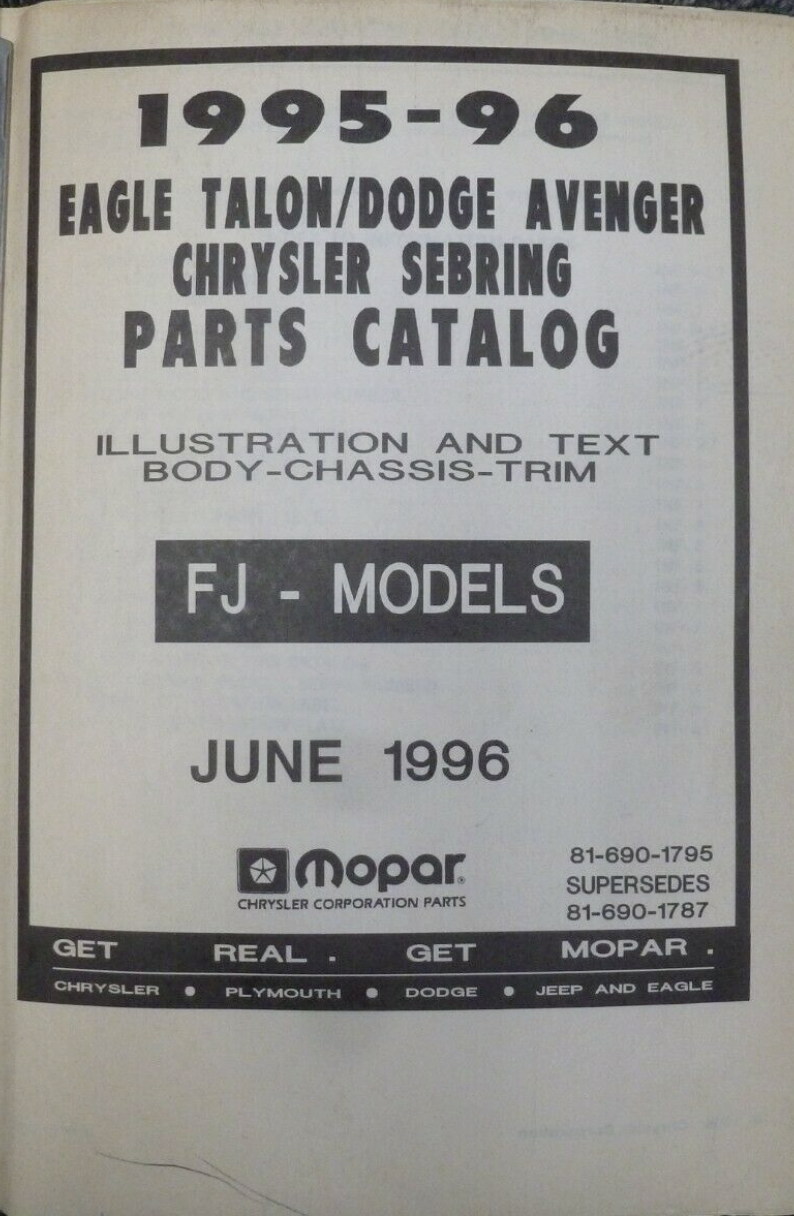 1995-96
EAGLE TALON/DODGE AVENGER
CHRYSLER SEBRING
PARTS CATALOG
ILLUSTRATION AND TEXT
BODY-CHASSIS-TRIM
FJ - MODELS
JUNE 1996
Mopar®
CHRYSLER CORPORATION PARTS
81-690-1795
SUPERSEDES
81-690-1787
GET REAL . GET MOPAR .
CHRYSLER ● PLYMOUTH ● DODGE ● JEEP AND EAGLE